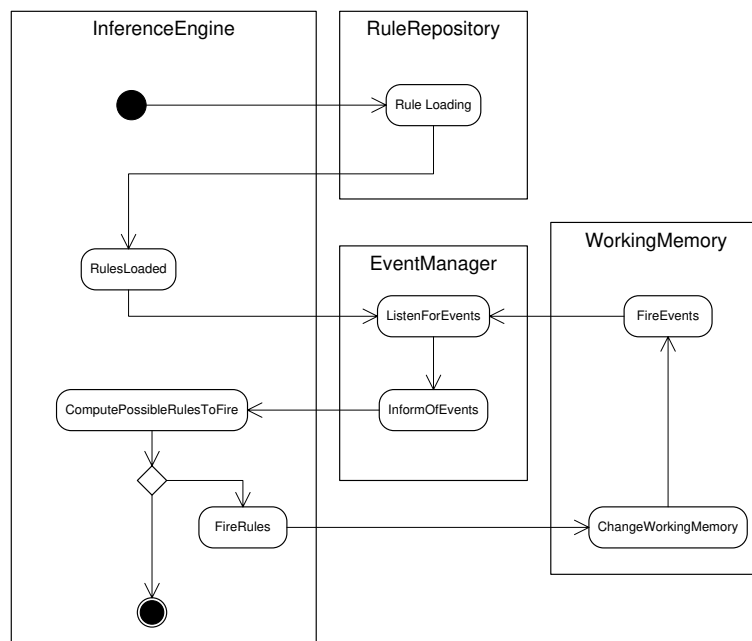 InferenceEngine
RuleRepository
Rule Loading
RulesLoaded
EventManager
WorkingMemory
ListenForEvents
FireEvents
ComputePossibleRulesToFire
InformOfEvents
FireRules
ChangeWorkingMemory